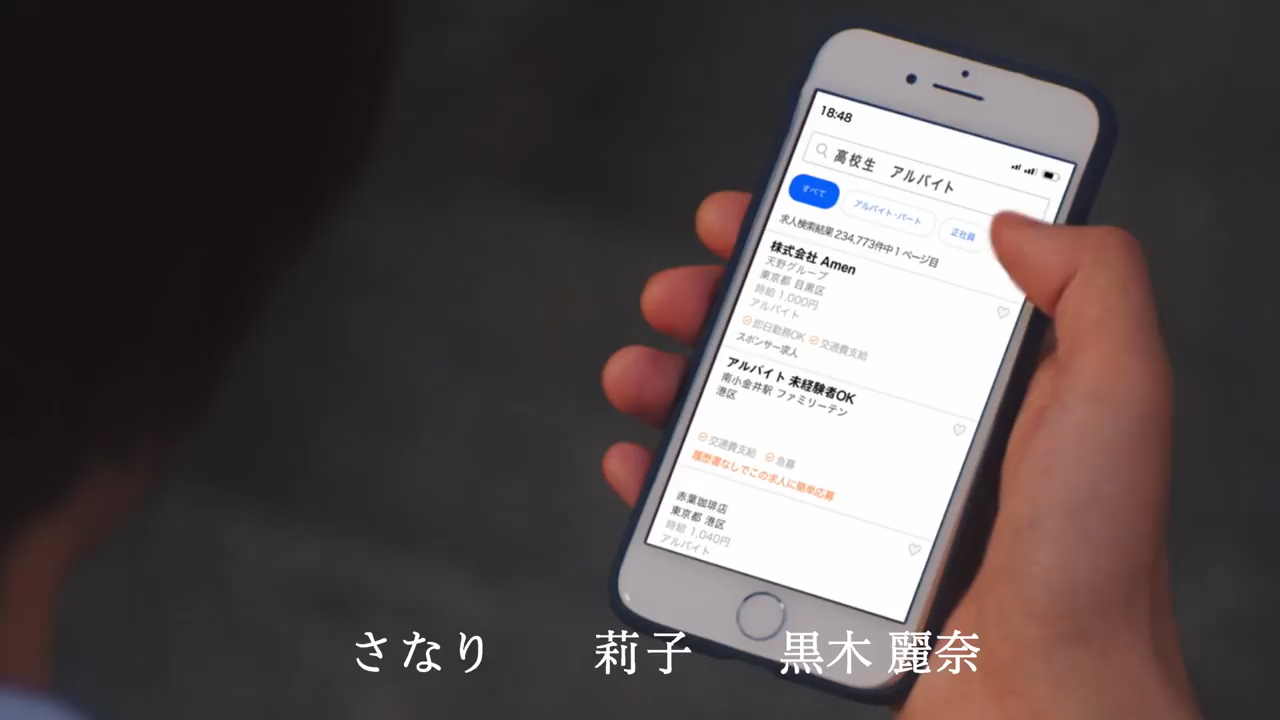 18:48
高校生　アルバイト
すべて　アルバイト・パート　正社員
求人検索結果 234,773件中 1 ページ目
株式会社 Amen
天野グループ
東京都 目黒区
時給 1,000円
アルバイト
即日勤務OK　交通費支給
スポンサー求人
アルバイト 未経験者OK
南小金井駅 ファミリーテン
港区
交通費支給　急募
履歴書なしでこの求人に簡単応募
赤葉珈琲店
東京都 港区
時給 1,040円
アルバイト
さなり　莉子　黒木 麗奈